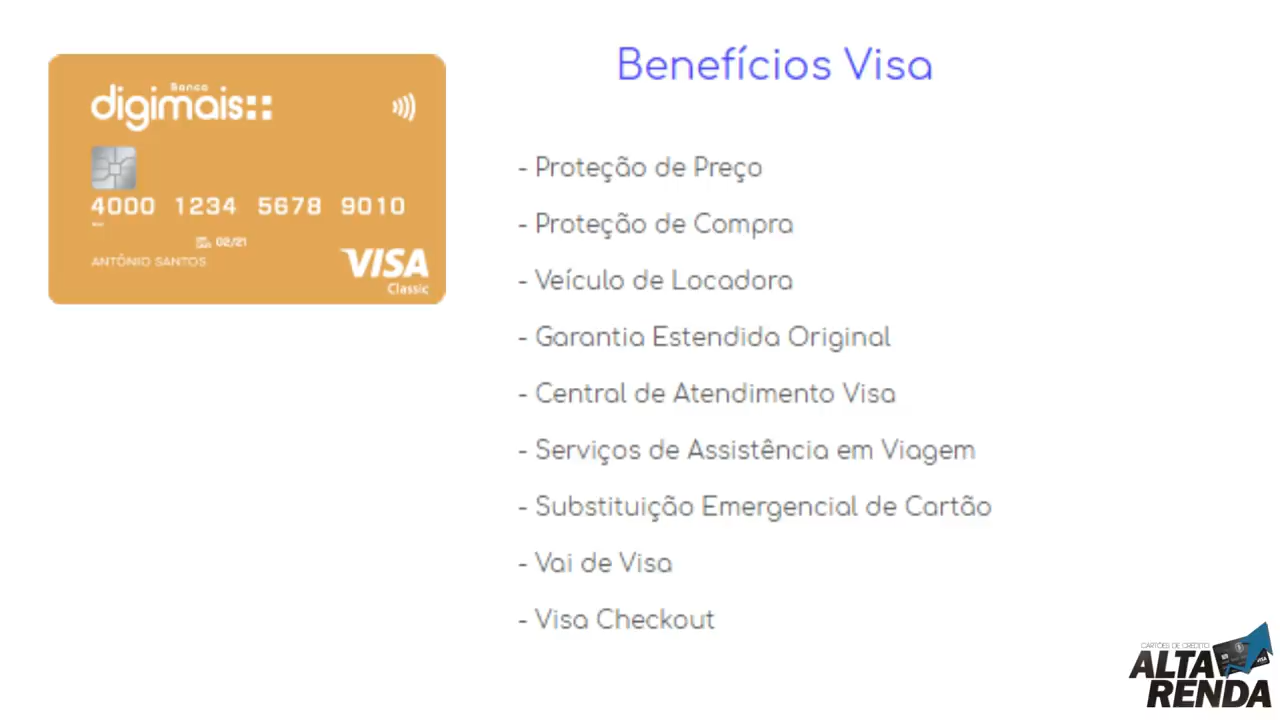 Banco
digimais
4000 1234 5678 9010
02/21
ANTÔNIO SANTOS
VISA
Classic
Benefícios Visa
- Proteção de Preço
- Proteção de Compra
- Veículo de Locadora
- Garantia Estendida Original
- Central de Atendimento Visa
- Serviços de Assistência em Viagem
- Substituição Emergencial de Cartão
- Vai de Visa
- Visa Checkout
CARTÕES DE CRÉDITO
ALTA
RENDA
VISA